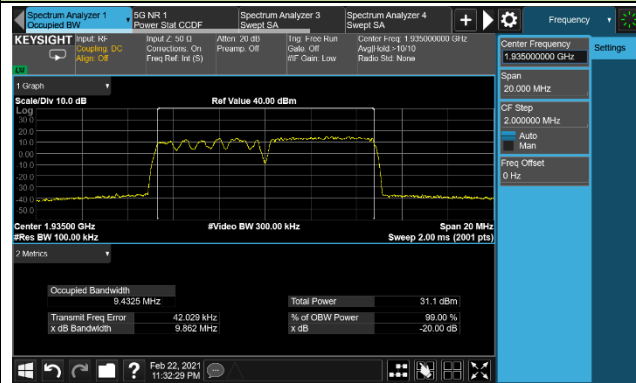 Spectrum Analyzer 1
Occupied BW
5G NR 1
Power Stat CCDF
Spectrum Analyzer 3
Swept SA
Spectrum Analyzer 4
Swept SA
Frequency
KEYSIGHT
Input: RF
Coupling: DC
Align: Off
Input Z: 50 Ω
Corrections: On
Freq Ref: Int (S)
Atten: 20 dB
Preamp: Off
Trig: Free Run
Gate: Off
#IF Gain: Low
Center Freq: 1.935000000 GHz
Avg|Hold:>10/10
Radio Std: None
Center Frequency
1.935000000 GHz
Settings
Span
20.000 MHz
CF Step
2.000000 MHz
Auto
Man
Freq Offset
0 Hz
1 Graph
Scale/Div 10.0 dB
Ref Value 40.00 dBm
Log
30.0
20.0
10.0
0.00
-10.0
-20.0
-30.0
-40.0
-50.0
Center 1.93500 GHz
#Video BW 300.00 kHz
Span 20 MHz
#Res BW 100.00 kHz
Sweep 2.00 ms (2001 pts)
2 Metrics
Occupied Bandwidth
9.4325 MHz
Total Power
31.1 dBm
Transmit Freq Error
42.029 kHz
% of OBW Power
99.00 %
x dB Bandwidth
9.862 MHz
x dB
-20.00 dB
Feb 22, 2021
11:32:29 PM